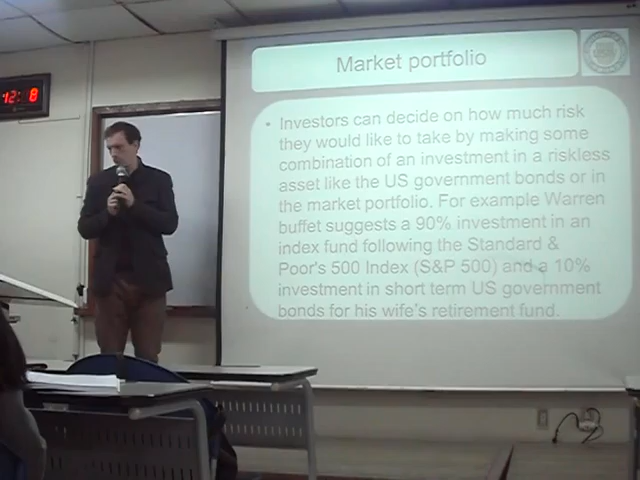 12: 8
Market portfolio
• Investors can decide on how much risk
they would like to take by making some
combination of an investment in a riskless
asset like the US government bonds or in
the market portfolio. For example Warren
buffet suggests a 90% investment in an
index fund following the Standard &
Poor's 500 Index (S&P 500) and a 10%
investment in short term US government
bonds for his wife's retirement fund.